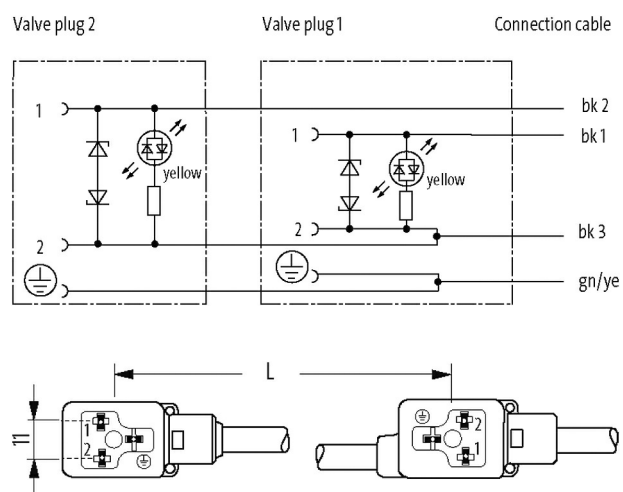 Valve plug 2
Valve plug 1
Connection cable
1
bk 2
1
bk 1
yellow
yellow
2
2
bk 3
gn/ye
L
11
1
2
2
1